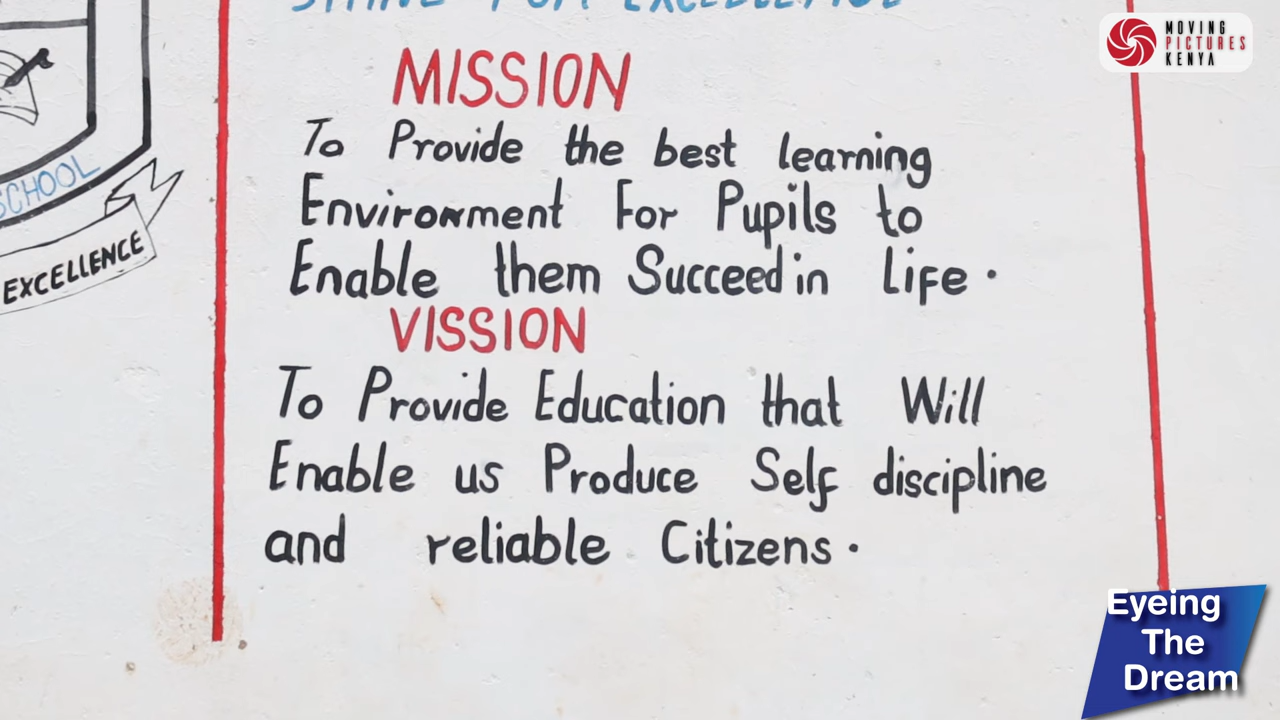 MOVING
PICTURES
KENYA
MISSION
To Provide the best learning
Environment For Pupils to
Enable them Succeed in Life.
VISSION
To Provide Education that Will
Enable us Produce Self discipline
and reliable Citizens.
SCHOOL
EXCELLENCE
Eyeing
The
Dream